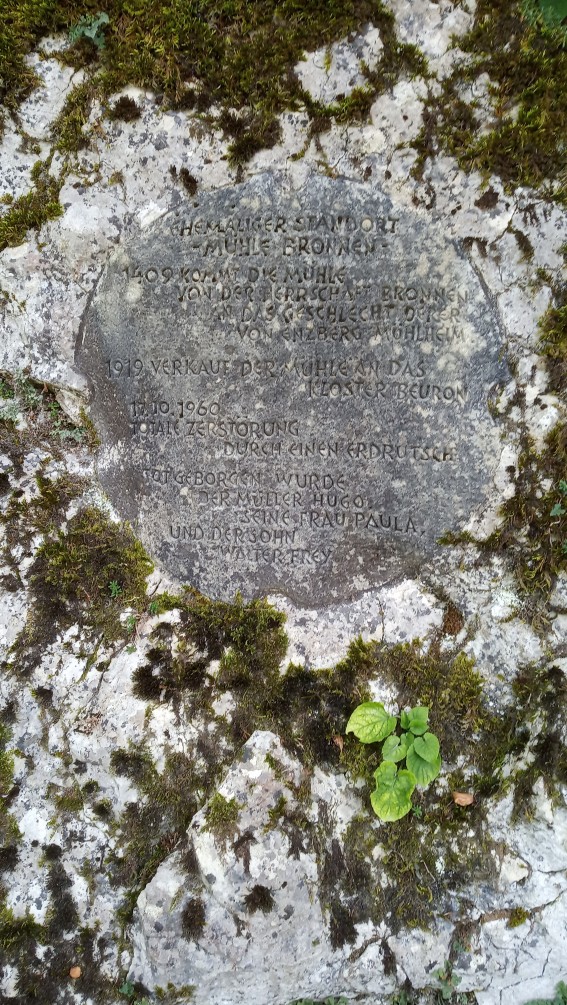 EHEMALIGER STANDORT
-MÜHLE BRONNEN-
1409 KOMMT DIE MÜHLE
VON DER HERRSCHAFT BRONNEN
AN DAS GESCHLECHT DERER
VON ENZBERG MÜHLHEIM
1919 VERKAUF DER MÜHLE AN DAS
KLOSTER BEURON
17.10.1960
TOTALE ZERSTÖRUNG
DURCH EINEN ERDRUTSCH
TOT GEBORGEN WURDE
DER MÜLLER HUGO,
SEINE FRAU PAULA,
UND DER SOHN
WALTER FREY